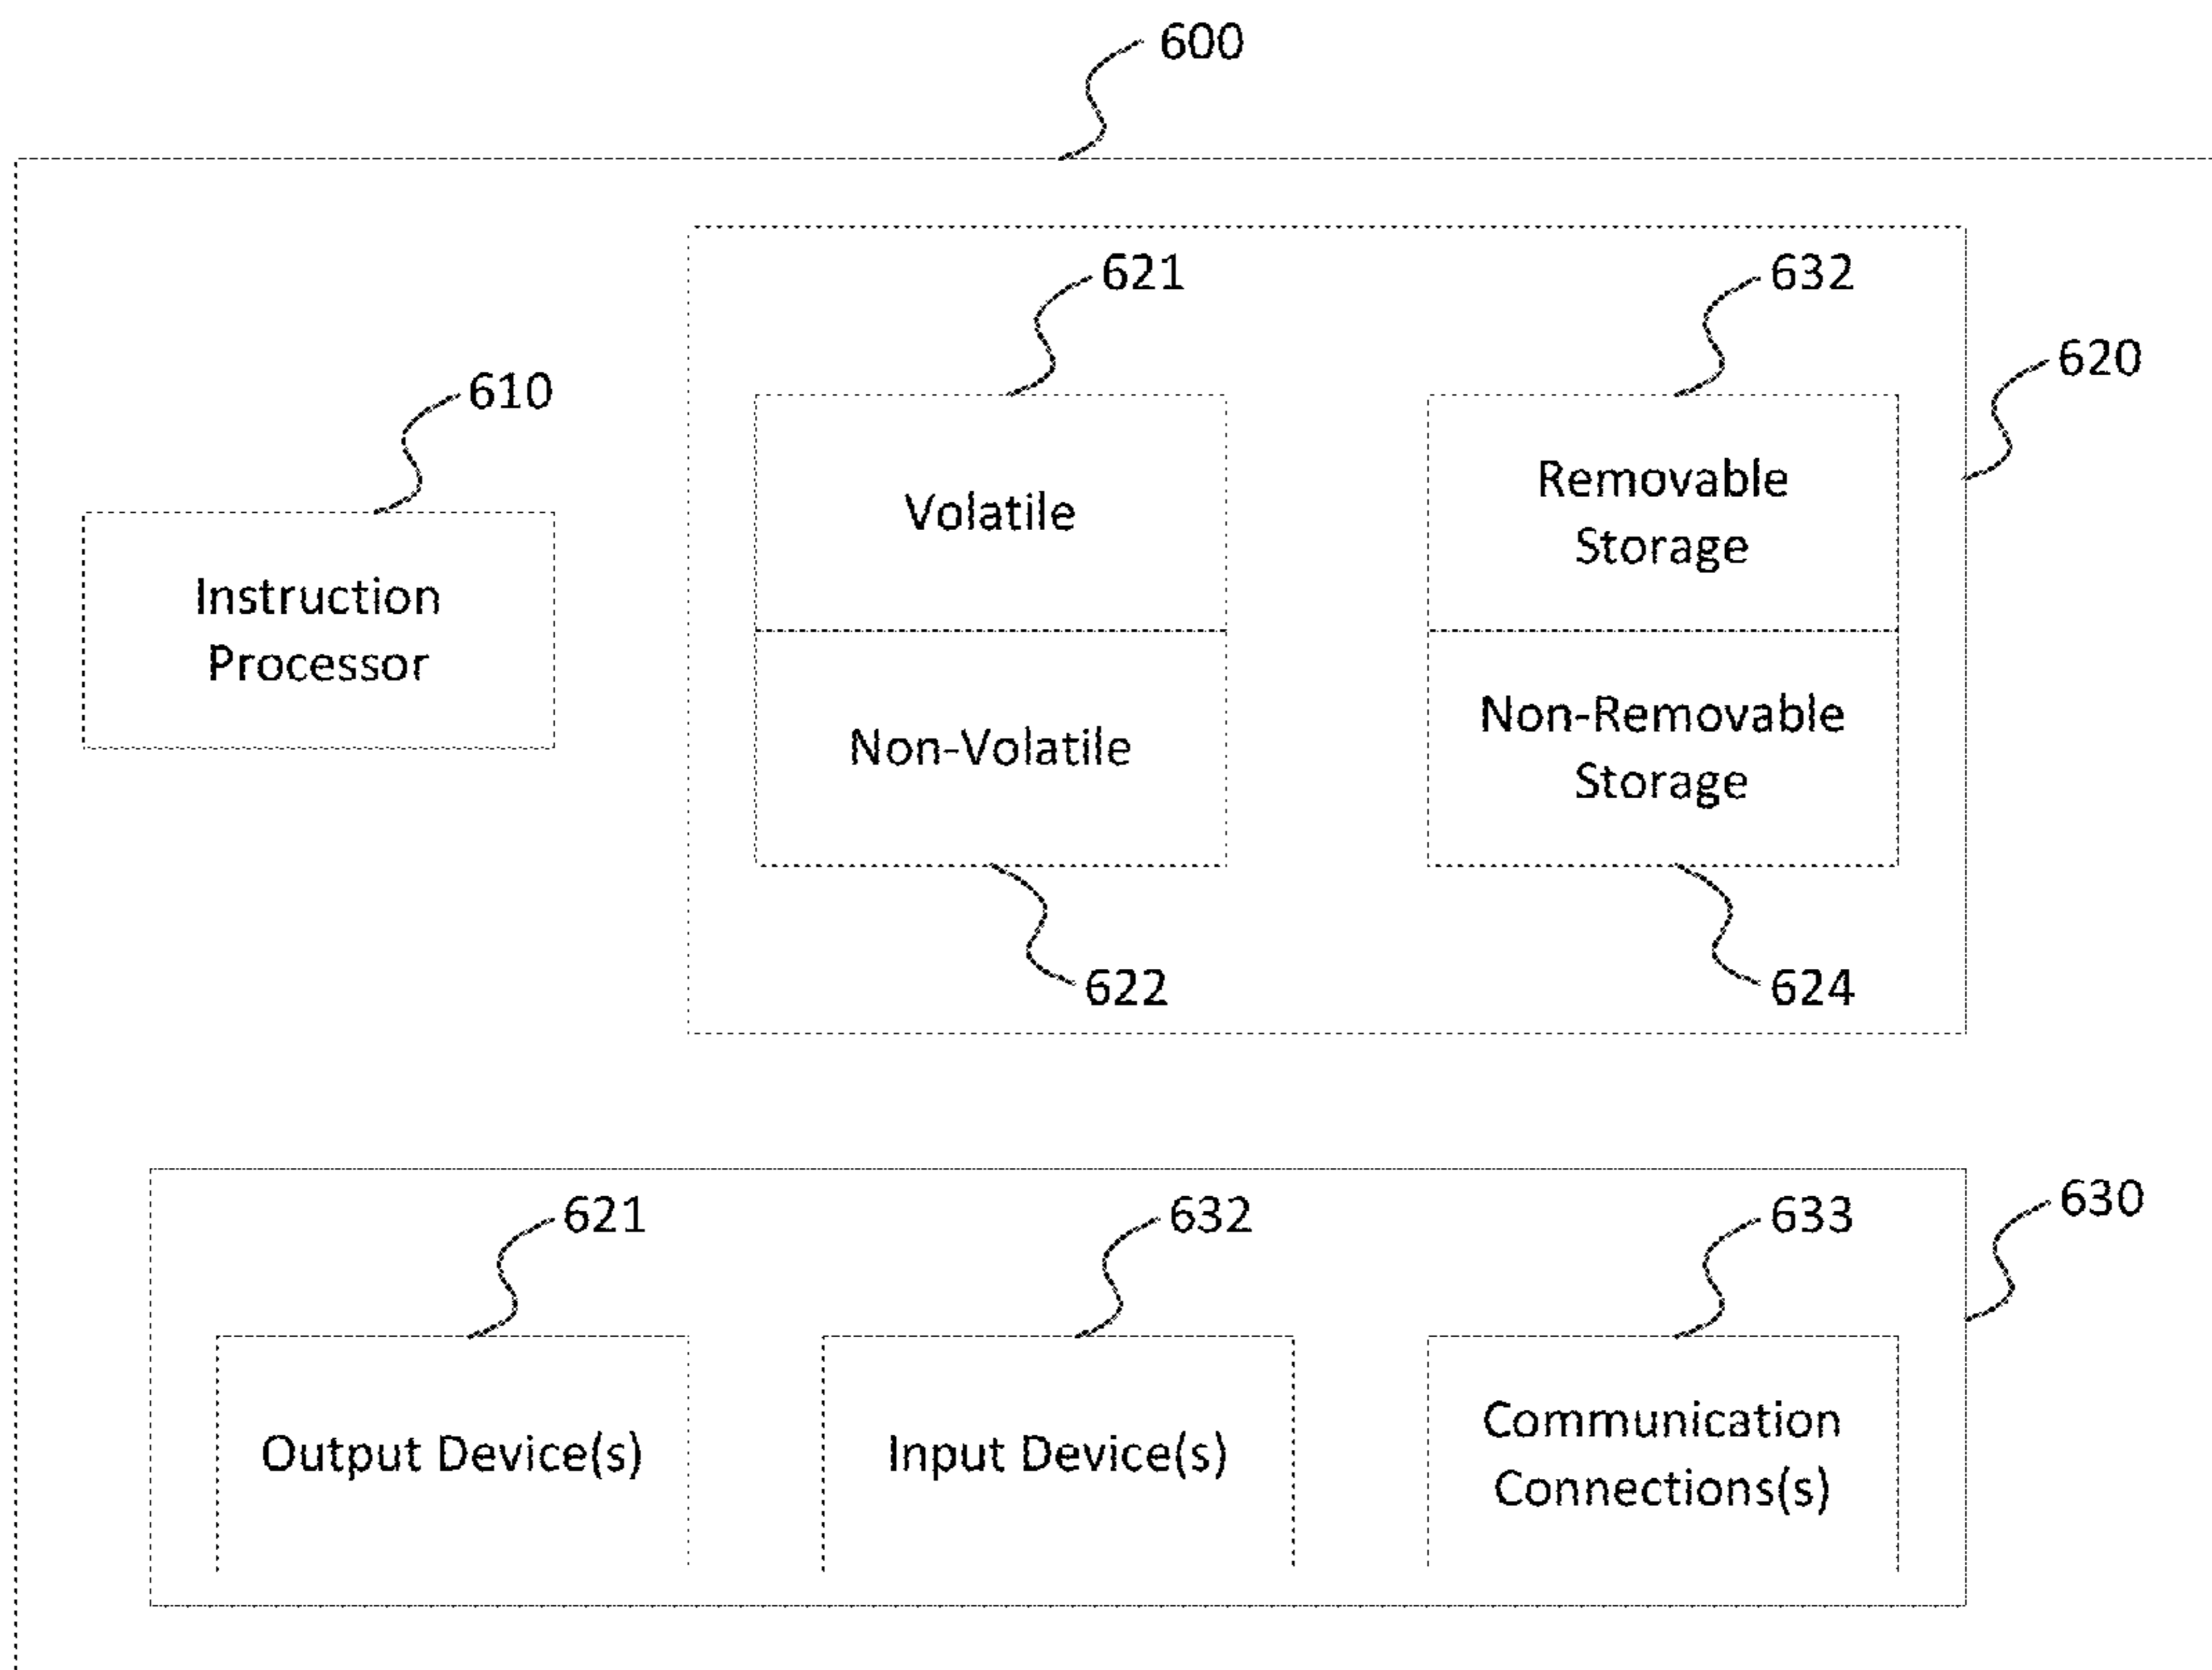 600
621
632
620
610
Volatile
Removable
Storage
Instruction
Processor
Non-Volatile
Non-Removable
Storage
622
624
630
621
632
633
Output Device(s)
Input Device(s)
Communication
Connections(s)